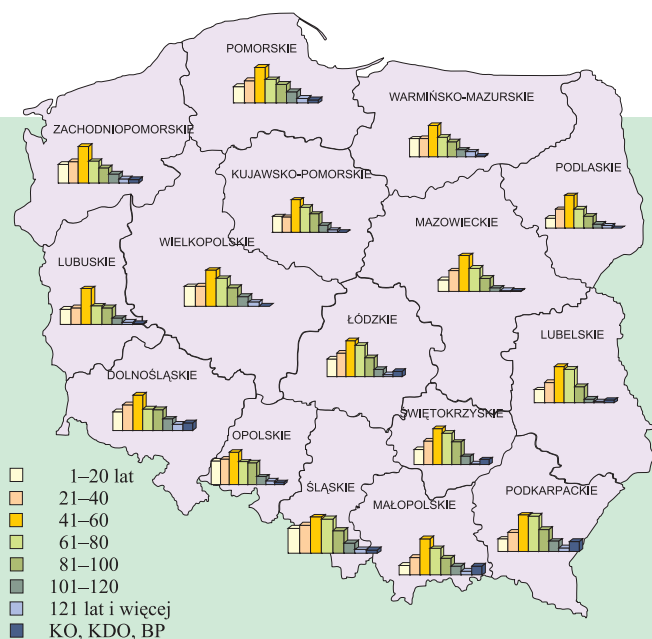 POMORSKIE
WARMIŃSKO-MAZURSKIE
ZACHODNIOPOMORSKIE
PODLASKIE
KUJAWSKO-POMORSKIE
MAZOWIECKIE
WIELKOPOLSKIE
LUBUSKIE
ŁÓDZKIE
LUBELSKIE
DOLNOŚLĄSKIE
ŚWIĘTOKRZYSKIE
OPOLSKIE
ŚLĄSKIE
MAŁOPOLSKIE
PODKARPACKIE
1–20 lat
21–40
41–60
61–80
81–100
101–120
121 lat i więcej
KO, KDO, BP